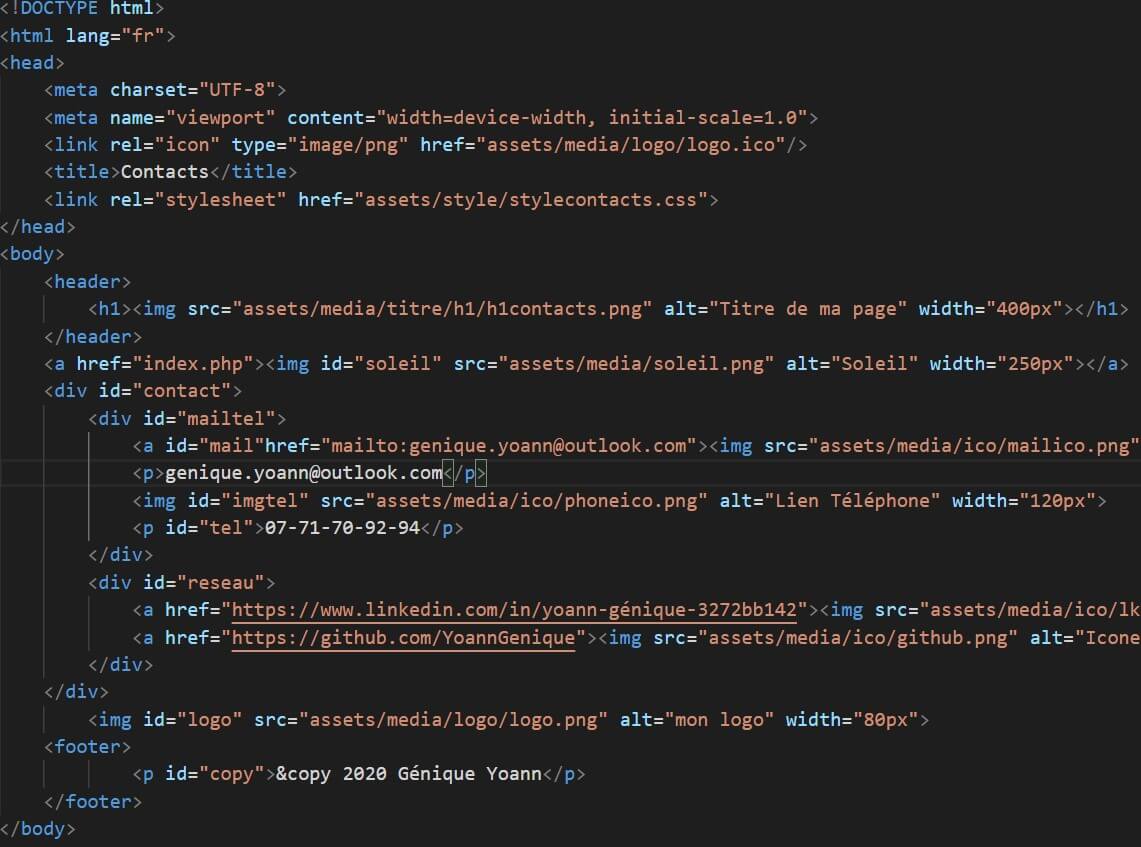 <!DOCTYPE html>
<html lang="fr">
<head>
    <meta charset="UTF-8">
    <meta name="viewport" content="width=device-width, initial-scale=1.0">
    <link rel="icon" type="image/png" href="assets/media/logo/logo.ico"/>
    <title>Contacts</title>
    <link rel="stylesheet" href="assets/style/stylecontacts.css">
</head>
<body>
    <header>
        <h1><img src="assets/media/titre/h1/h1contacts.png" alt="Titre de ma page" width="400px"></h1>
    </header>
    <a href="index.php"><img id="soleil" src="assets/media/soleil.png" alt="Soleil" width="250px"></a>
    <div id="contact">
        <div id="mailtel">
            <a id="mail"href="mailto:genique.yoann@outlook.com"><img src="assets/media/ico/mailico.png"
            <p>genique.yoann@outlook.com</p>
            <img id="imgtel" src="assets/media/ico/phoneico.png" alt="Lien Téléphone" width="120px">
            <p id="tel">07-71-70-92-94</p>
        </div>
        <div id="reseau">
            <a href="https://www.linkedin.com/in/yoann-génique-3272bb142"><img src="assets/media/ico/lk
            <a href="https://github.com/YoannGenique"><img src="assets/media/ico/github.png" alt="Icone
        </div>
    </div>
        <img id="logo" src="assets/media/logo/logo.png" alt="mon logo" width="80px">
    <footer>
            <p id="copy">&copy 2020 Génique Yoann</p>
    </footer>
</body>